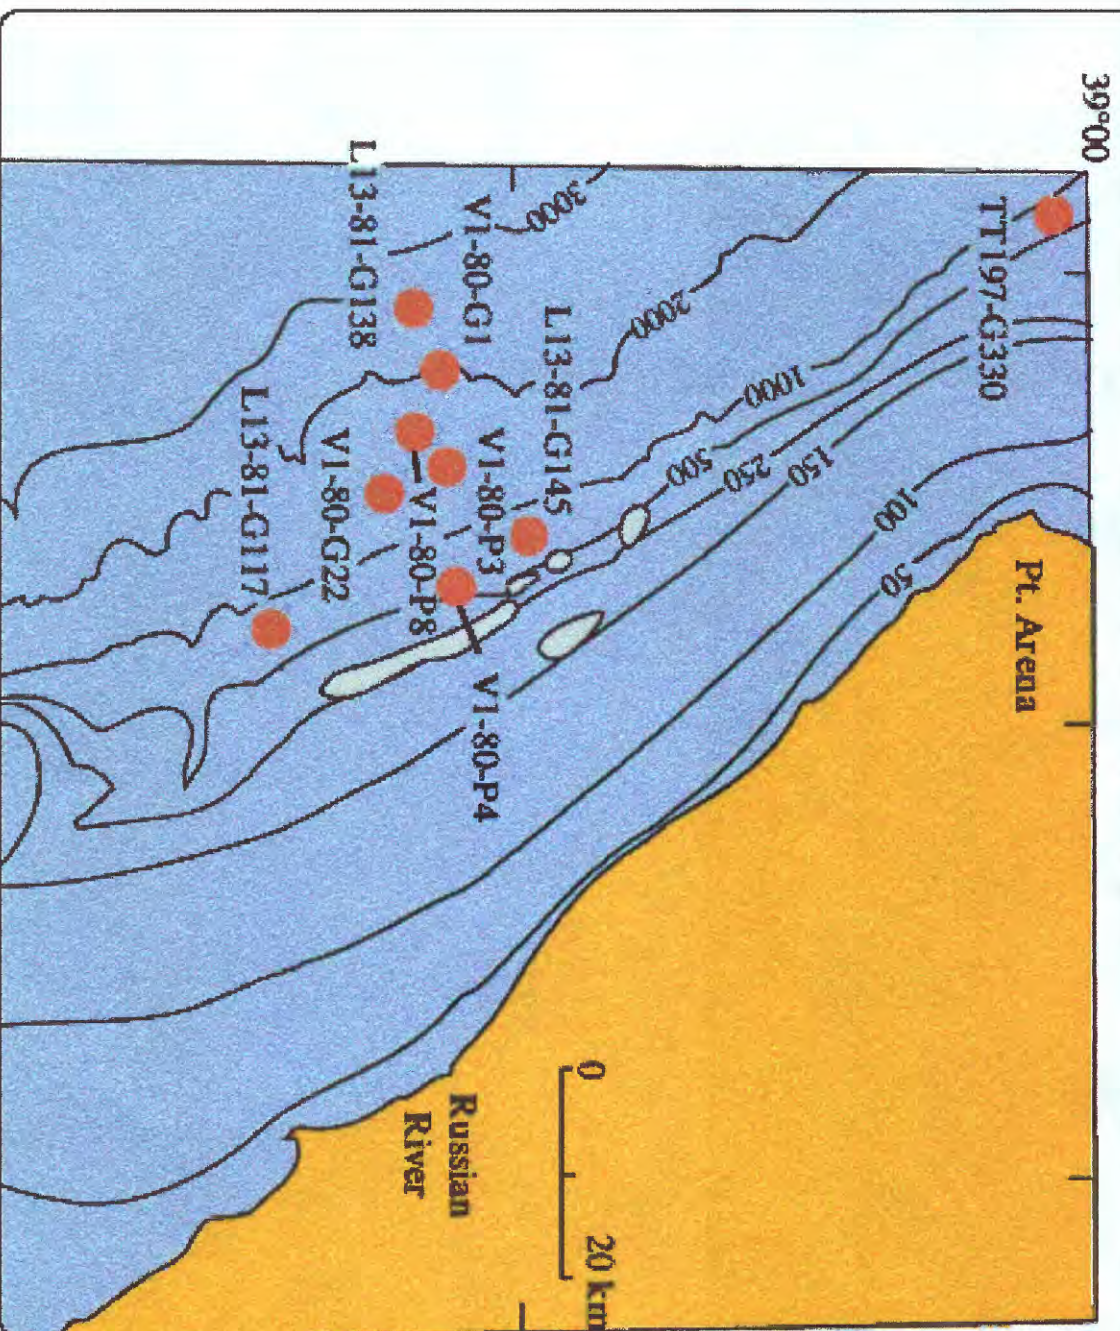 39°00
TT197-G330
Pt. Arena
50
100
150
250
500
1000
2000
3000
L13-81-G145
V1-80-G1
V1-80-P3
V1-80-P4
L13-81-G138
V1-80-P8
V1-80-G22
L13-81-G117
0
20 km
Russian
River